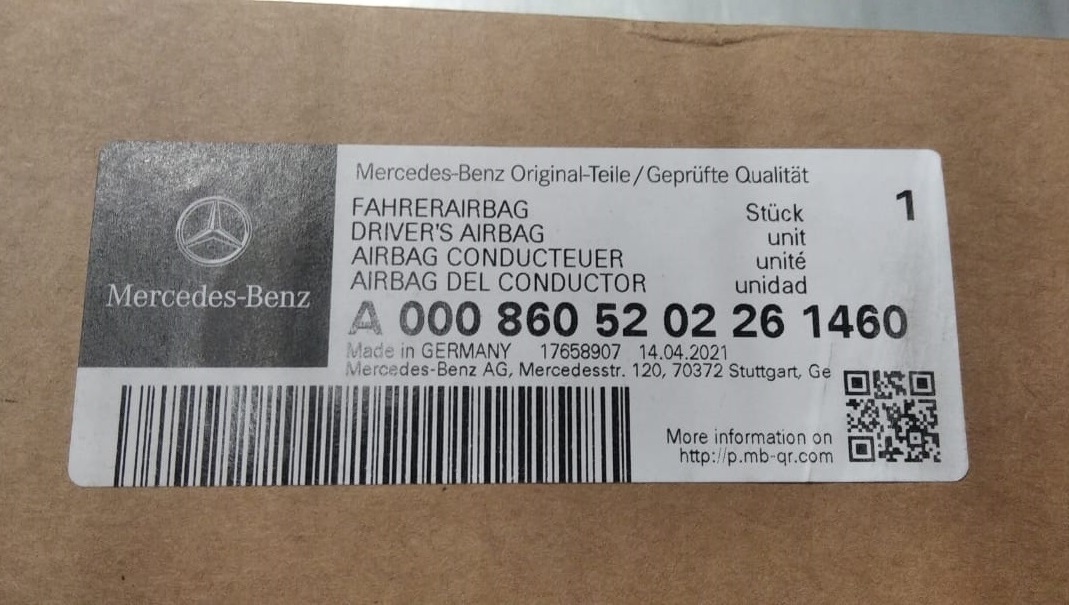 Mercedes-Benz
Mercedes-Benz Original-Teile/Geprüfte Qualität
FAHRERAIRBAG Stück 1
DRIVER'S AIRBAG unit
AIRBAG CONDUCTEUER unité
AIRBAG DEL CONDUCTOR unidad
A 000 860 52 02 26 1460
Made in GERMANY 17658907 14.04.2021
Mercedes-Benz AG, Mercedesstr. 120, 70372 Stuttgart, Ge
More information on
http://p.mb-qr.com